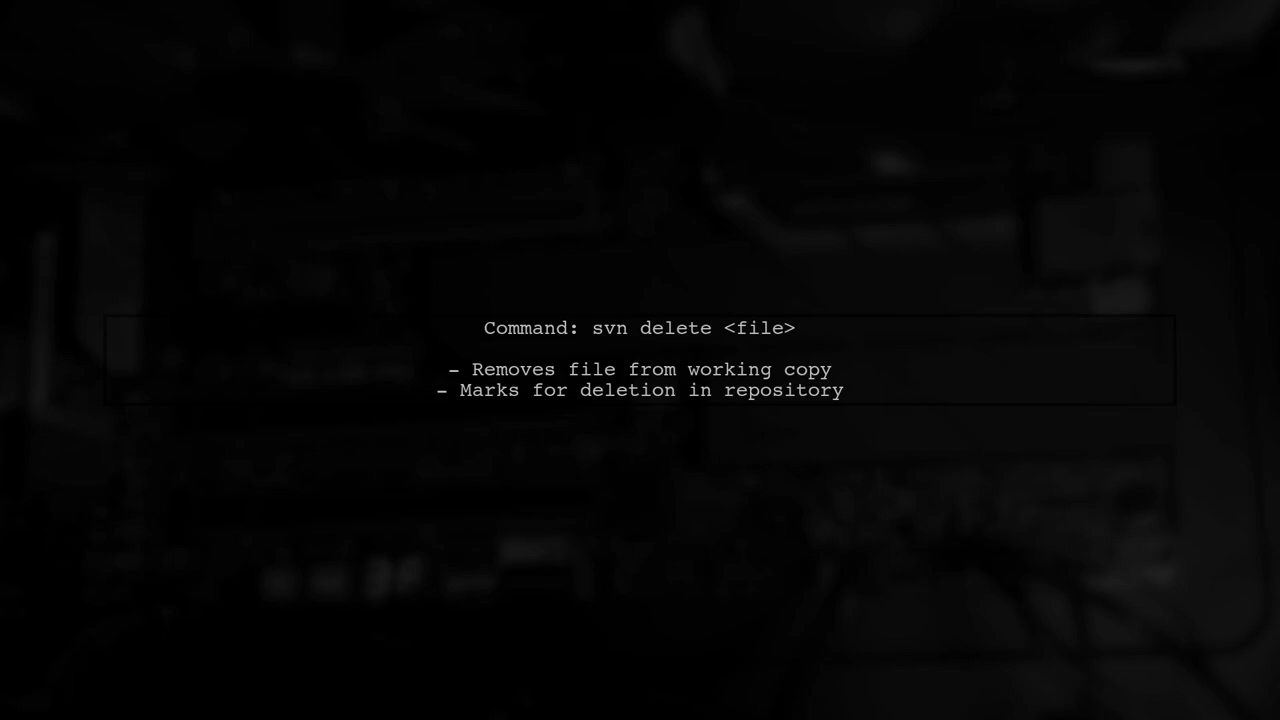 Command: svn delete <file>
- Removes file from working copy
- Marks for deletion in repository